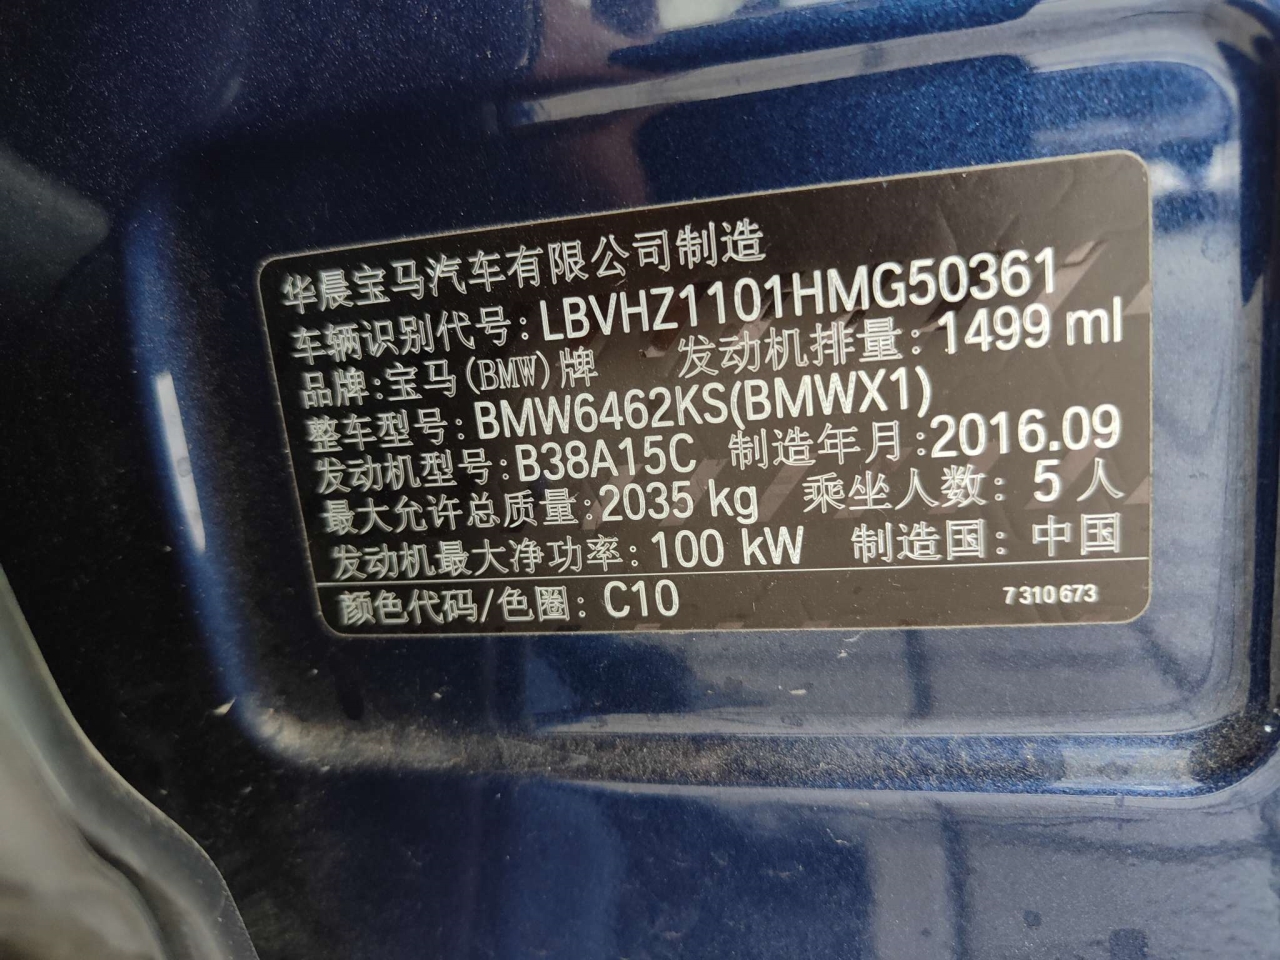 华晨宝马汽车有限公司制造
车辆识别代号: LBVHZ1101HMG50361
品牌:宝马(BMW)牌 发动机排量: 1499 ml
整车型号: BMW6462KS(BMWX1)
发动机型号: B38A15C 制造年月:2016.09
最大允许总质量:2035 kg 乘坐人数: 5 人
发动机最大净功率: 100 kW 制造国: 中国
颜色代码/色圈: C10 7310673